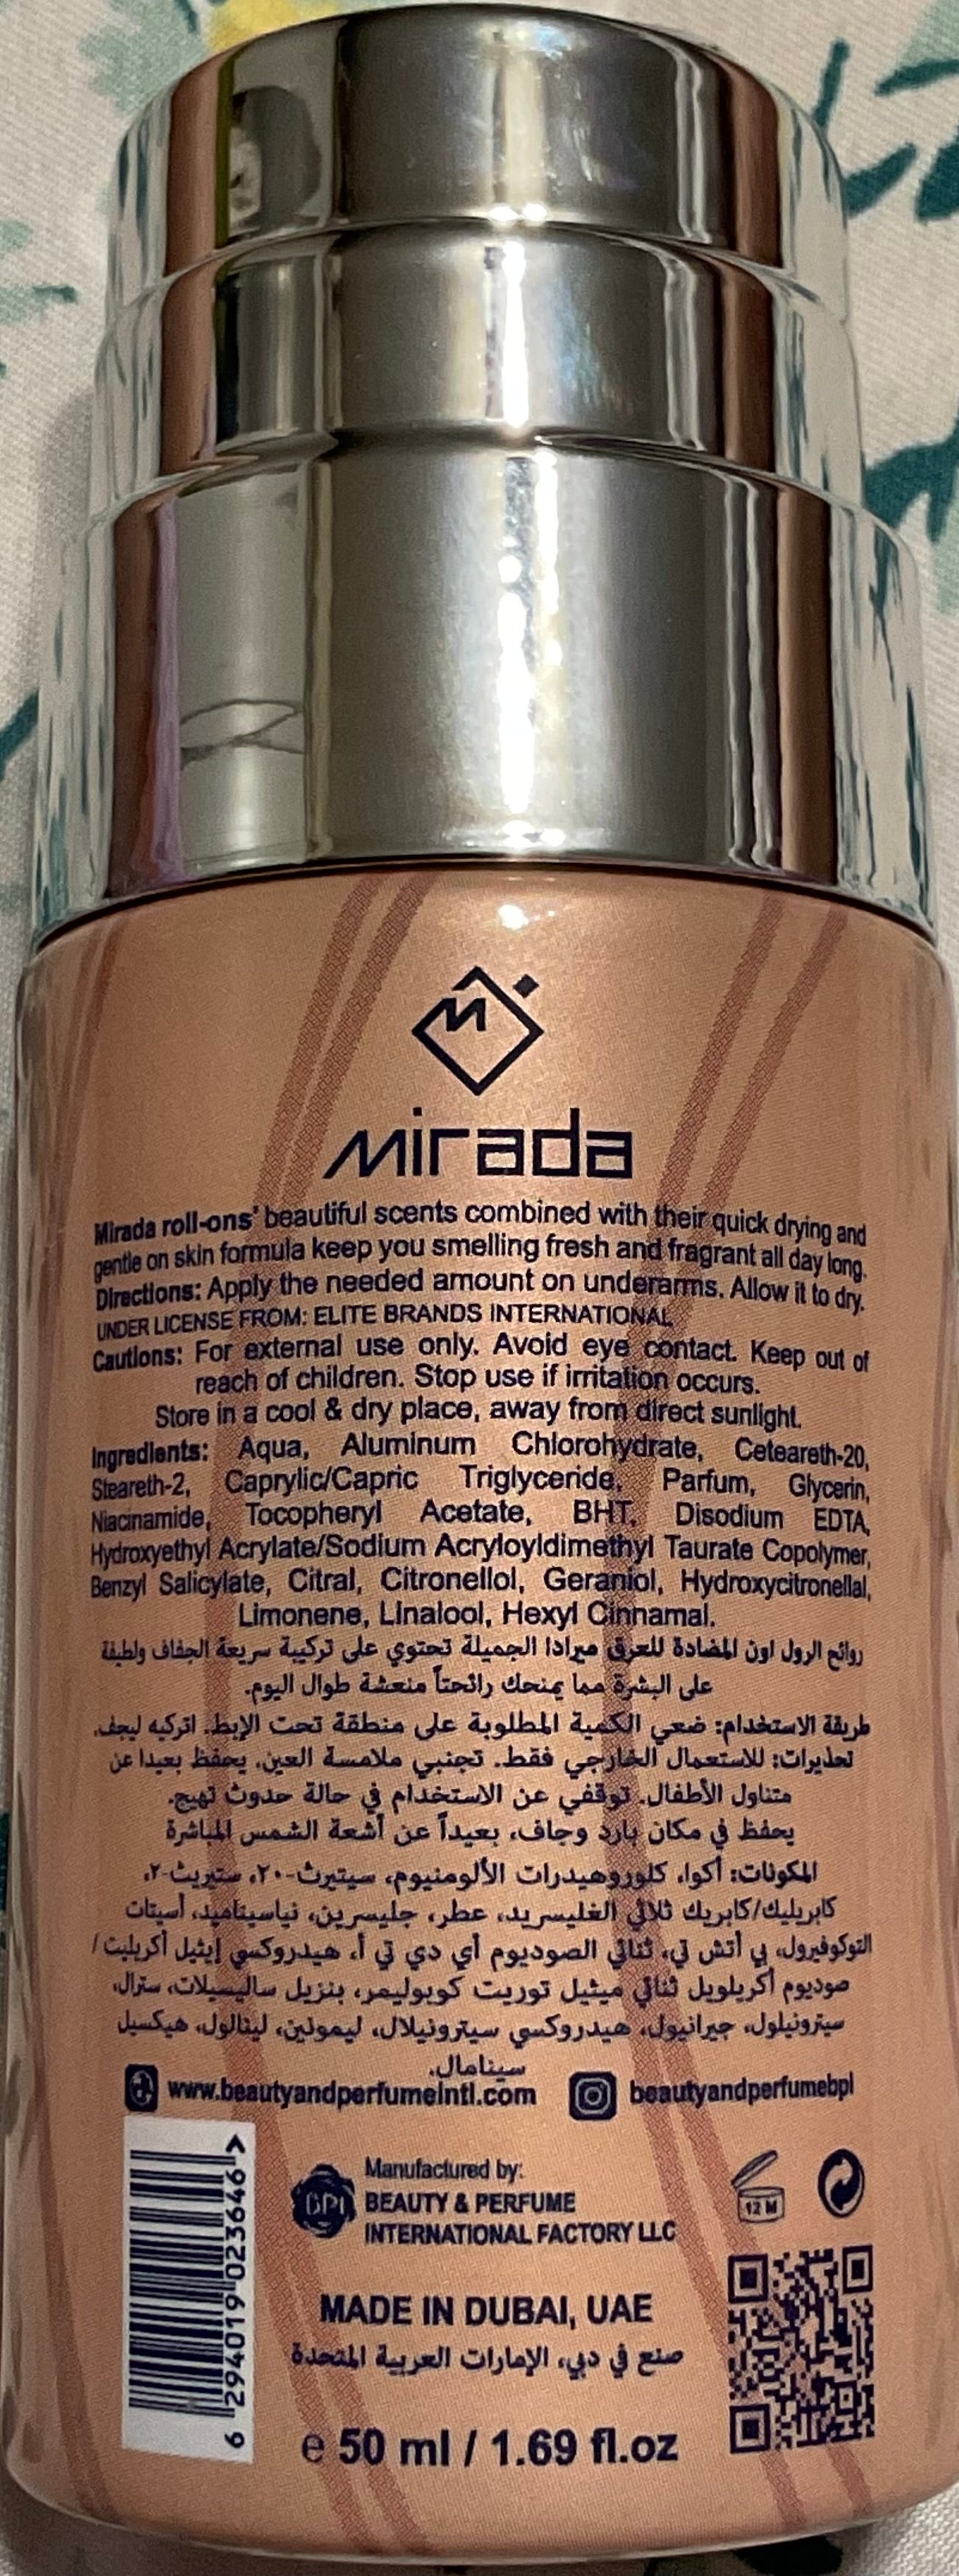 M
mirada
Mirada roll-ons' beautiful scents combined with their quick drying and
gentle on skin formula keep you smelling fresh and fragrant all day long.
Directions: Apply the needed amount on underarms. Allow it to dry.
UNDER LICENSE FROM: ELITE BRANDS INTERNATIONAL
Cautions: For external use only. Avoid eye contact. Keep out of
reach of children. Stop use if irritation occurs.
Store in a cool & dry place, away from direct sunlight.
Ingredients: Aqua, Aluminum Chlorohydrate, Ceteareth-20,
Steareth-2, Caprylic/Capric Triglyceride, Parfum, Glycerin,
Niacinamide, Tocopheryl Acetate, BHT, Disodium EDTA,
Hydroxyethyl Acrylate/Sodium Acryloyldimethyl Taurate Copolymer,
Benzyl Salicylate, Citral, Citronellol, Geraniol, Hydroxycitronellal,
Limonene, Linalool, Hexyl Cinnamal.
روائح الرول اون المضادة للعرق ميرادا الجميلة تحتوي على تركيبة سريعة الجفاف ولطيفة
على البشرة مما يمنحك رائحتاً منعشة طوال اليوم.
طريقة الاستخدام: ضعي الكمية المطلوبة على منطقة تحت الإبط. اتركيه ليجف.
تحذيرات: للاستعمال الخارجي فقط. تجنبي ملامسة العين. يحفظ بعيدا عن
متناول الأطفال. توقفي عن الاستخدام في حالة حدوث تهيج.
يحفظ في مكان بارد وجاف، بعيداً عن أشعة الشمس المباشرة
المكونات: أكوا، كلوروهيدرات الألومنيوم، سيتيرث-٢٠، ستيريث-٢،
كابريليك/كابريك ثلاثي الغليسريد، عطر، جليسرين، نياسيناميد، أسيتات
التوكوفيرول، بي أتش تي، ثنائي الصوديوم أي دي تي أ، هيدروكسي إيثيل أكريليت /
صوديوم أكريلويل ثنائي ميثيل توريت كوبوليمر، بنزيل ساليسيلات، سترال،
سيترونيلول، جيرانيول، هيدروكسي سيترونيلال، ليمونين، لينالول، هيكسيل
سينامال.
www.beautyandperfumeintl.com beautyandperfumebpl
Manufactured by:
BPI BEAUTY & PERFUME
INTERNATIONAL FACTORY LLC
12 M
MADE IN DUBAI, UAE
صنع في دبي، الإمارات العربية المتحدة
6 294019 023646 >
e 50 ml / 1.69 fl.oz